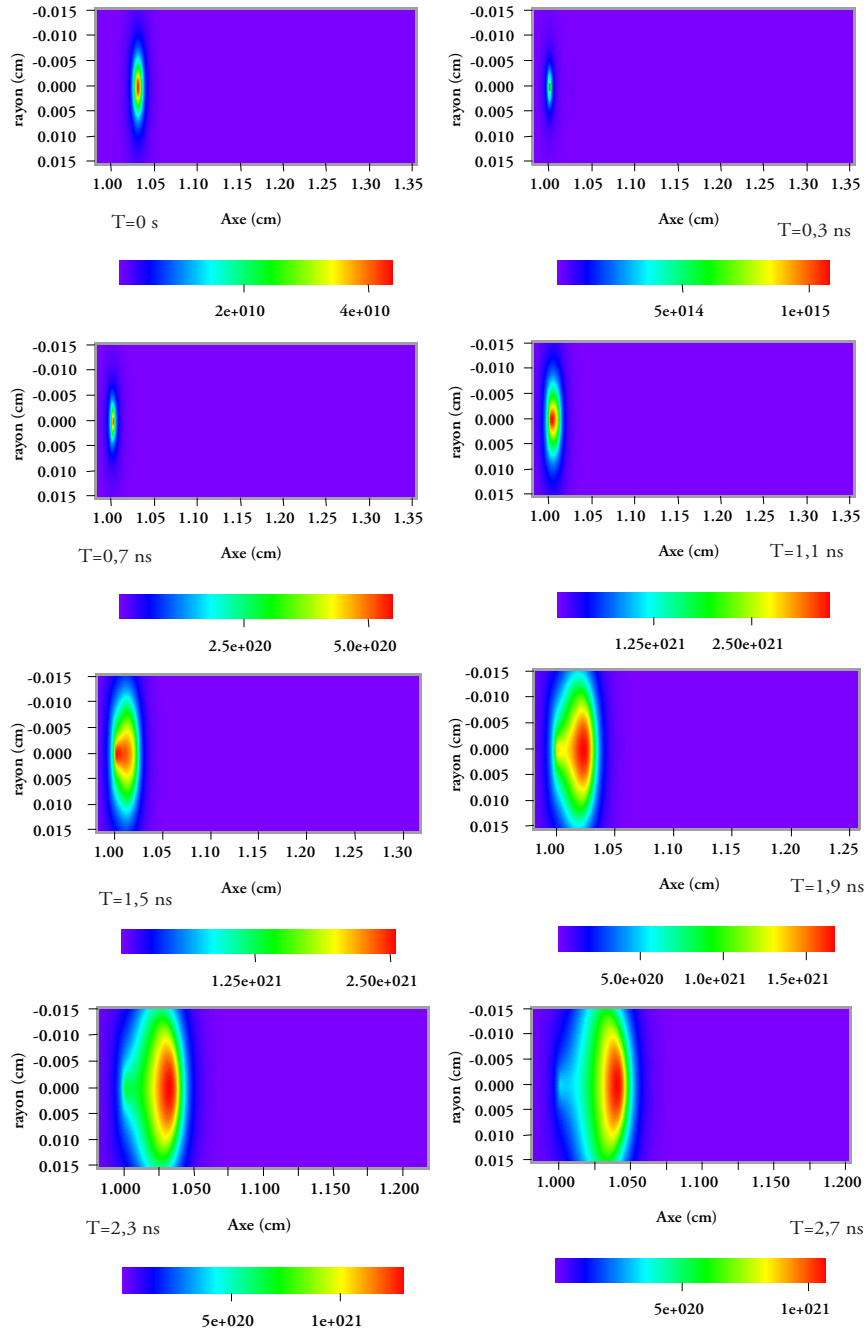 -0.015
-0.010
-0.005
0.000
0.005
0.010
0.015
rayon (cm)
1.00 1.05 1.10 1.15 1.20 1.25 1.30 1.35
T=0 s
Axe (cm)
2e+010 4e+010
-0.015
-0.010
-0.005
0.000
0.005
0.010
0.015
rayon (cm)
1.00 1.05 1.10 1.15 1.20 1.25 1.30 1.35
Axe (cm)
T=0,3 ns
5e+014 1e+015
-0.015
-0.010
-0.005
0.000
0.005
0.010
0.015
rayon (cm)
1.00 1.05 1.10 1.15 1.20 1.25 1.30 1.35
T=0,7 ns
Axe (cm)
2.5e+020 5.0e+020
-0.015
-0.010
-0.005
0.000
0.005
0.010
0.015
rayon (cm)
1.00 1.05 1.10 1.15 1.20 1.25 1.30 1.35
Axe (cm)
T=1,1 ns
1.25e+021 2.50e+021
-0.015
-0.010
-0.005
0.000
0.005
0.010
0.015
rayon (cm)
1.00 1.05 1.10 1.15 1.20 1.25 1.30
T=1,5 ns
Axe (cm)
1.25e+021 2.50e+021
-0.015
-0.010
-0.005
0.000
0.005
0.010
0.015
rayon (cm)
1.00 1.05 1.10 1.15 1.20 1.25
Axe (cm)
T=1,9 ns
5.0e+020 1.0e+021 1.5e+021
-0.015
-0.010
-0.005
0.000
0.005
0.010
0.015
rayon (cm)
1.000 1.050 1.100 1.150 1.200
T=2,3 ns
Axe (cm)
5e+020 1e+021
-0.015
-0.010
-0.005
0.000
0.005
0.010
0.015
rayon (cm)
1.000 1.050 1.100 1.150 1.200
Axe (cm)
T=2,7 ns
5e+020 1e+021